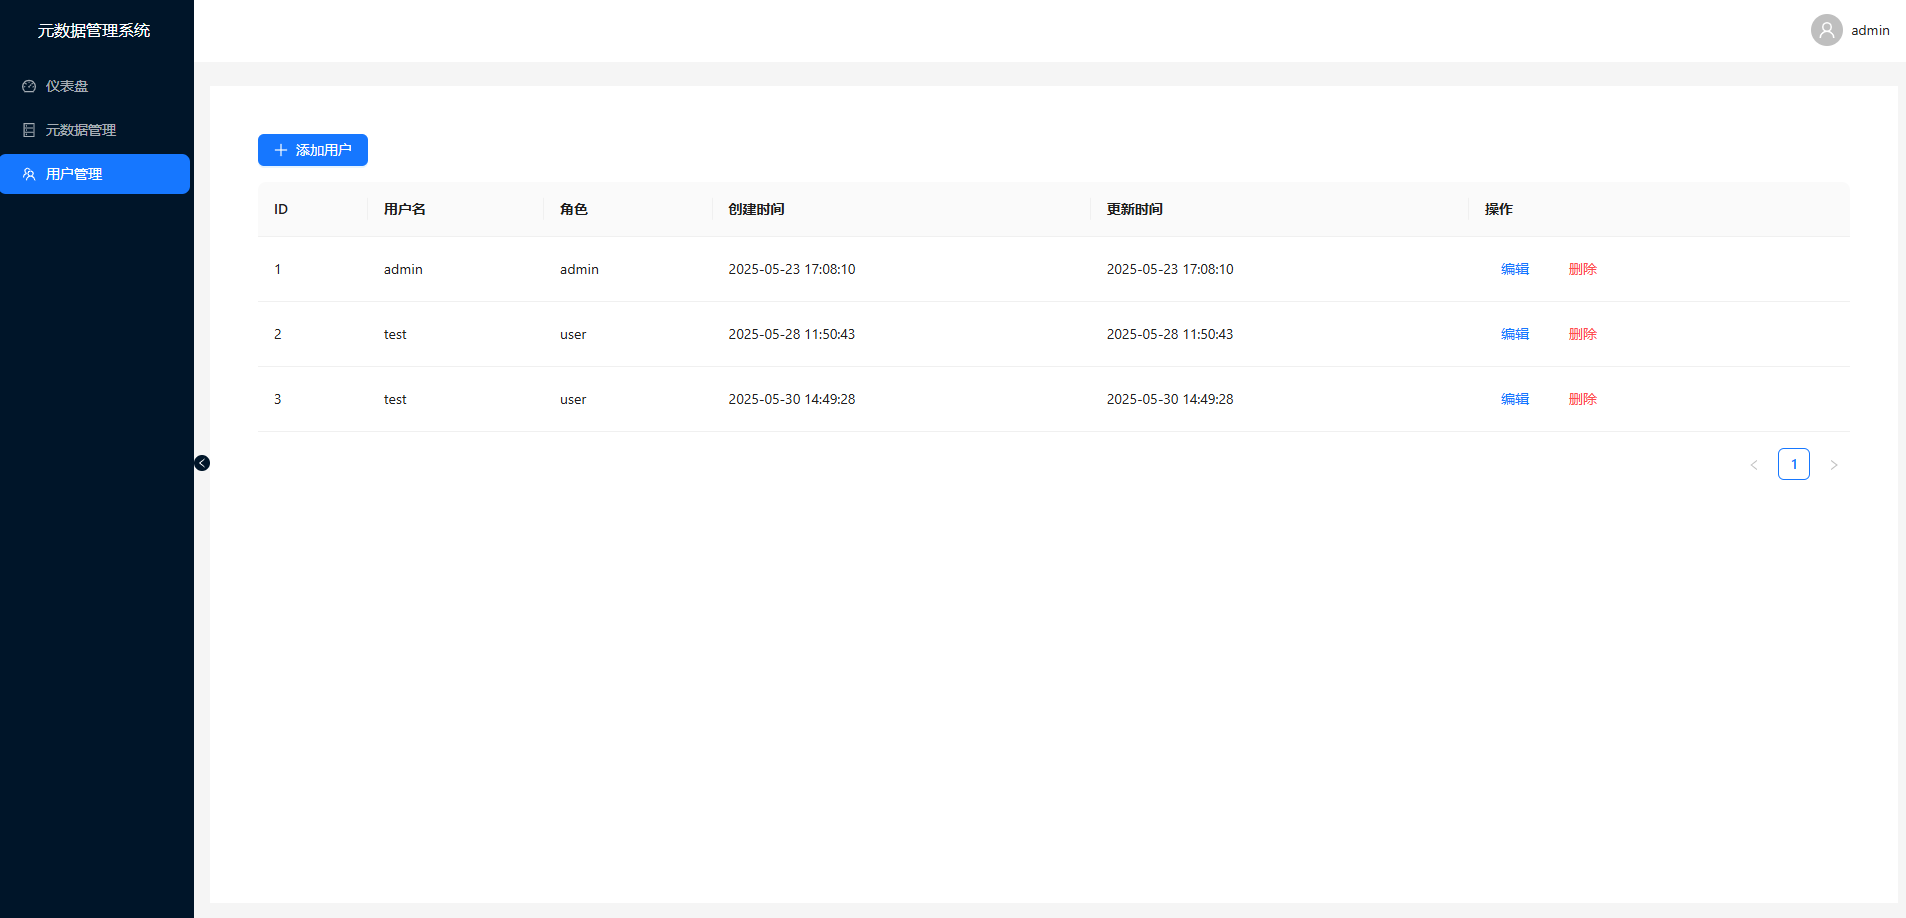 元数据管理系统
admin
仪表盘
元数据管理
用户管理
添加用户
ID 用户名 角色 创建时间 更新时间 操作
1 admin admin 2025-05-23 17:08:10 2025-05-23 17:08:10 编辑 删除
2 test user 2025-05-28 11:50:43 2025-05-28 11:50:43 编辑 删除
3 test user 2025-05-30 14:49:28 2025-05-30 14:49:28 编辑 删除
1